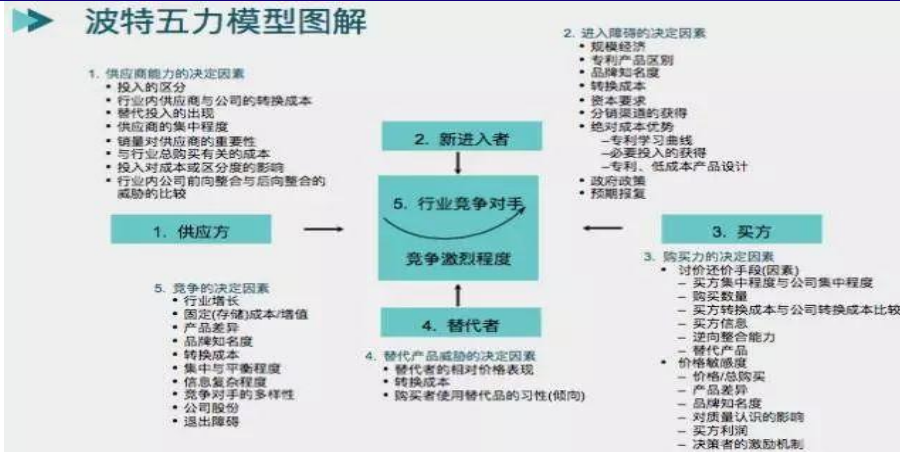 波特五力模型图解
1. 供应商能力的决定因素
• 投入的区分
• 行业内供应商与公司的转换成本
• 替代投入的出现
• 供应商的集中程度
• 销量对供应商的重要性
• 与行业总购买有关的成本
• 投入对成本或区分度的影响
• 行业内公司前向整合与后向整合的
威胁的比较
2. 进入障碍的决定因素
• 规模经济
• 专利产品区别
• 品牌知名度
• 转换成本
• 资本要求
• 分销渠道的获得
• 绝对成本优势
–专利学习曲线
–必要投入的获得
–专利、低成本产品设计
• 政府政策
• 预期报复
2. 新进入者
1. 供应方
5. 行业竞争对手
竞争激烈程度
3. 买方
4. 替代者
5. 竞争的决定因素
• 行业增长
• 固定(存储)成本/增值
• 产品差异
• 品牌知名度
• 转换成本
• 集中与平衡程度
• 信息复杂程度
• 竞争对手的多样性
• 公司股份
• 退出障碍
4. 替代产品威胁的决定因素
• 替代者的相对价格表现
• 转换成本
• 购买者使用替代品的习性(倾向)
3. 购买力的决定因素
• 讨价还价手段(因素)
– 买方集中程度与公司集中程度
– 购买数量
– 买方转换成本与公司转换成本比较
– 买方信息
– 逆向整合能力
– 替代产品
• 价格敏感度
– 价格/总购买
– 产品差异
– 品牌知名度
– 对质量认识的影响
– 买方利润
– 决策者的激励机制